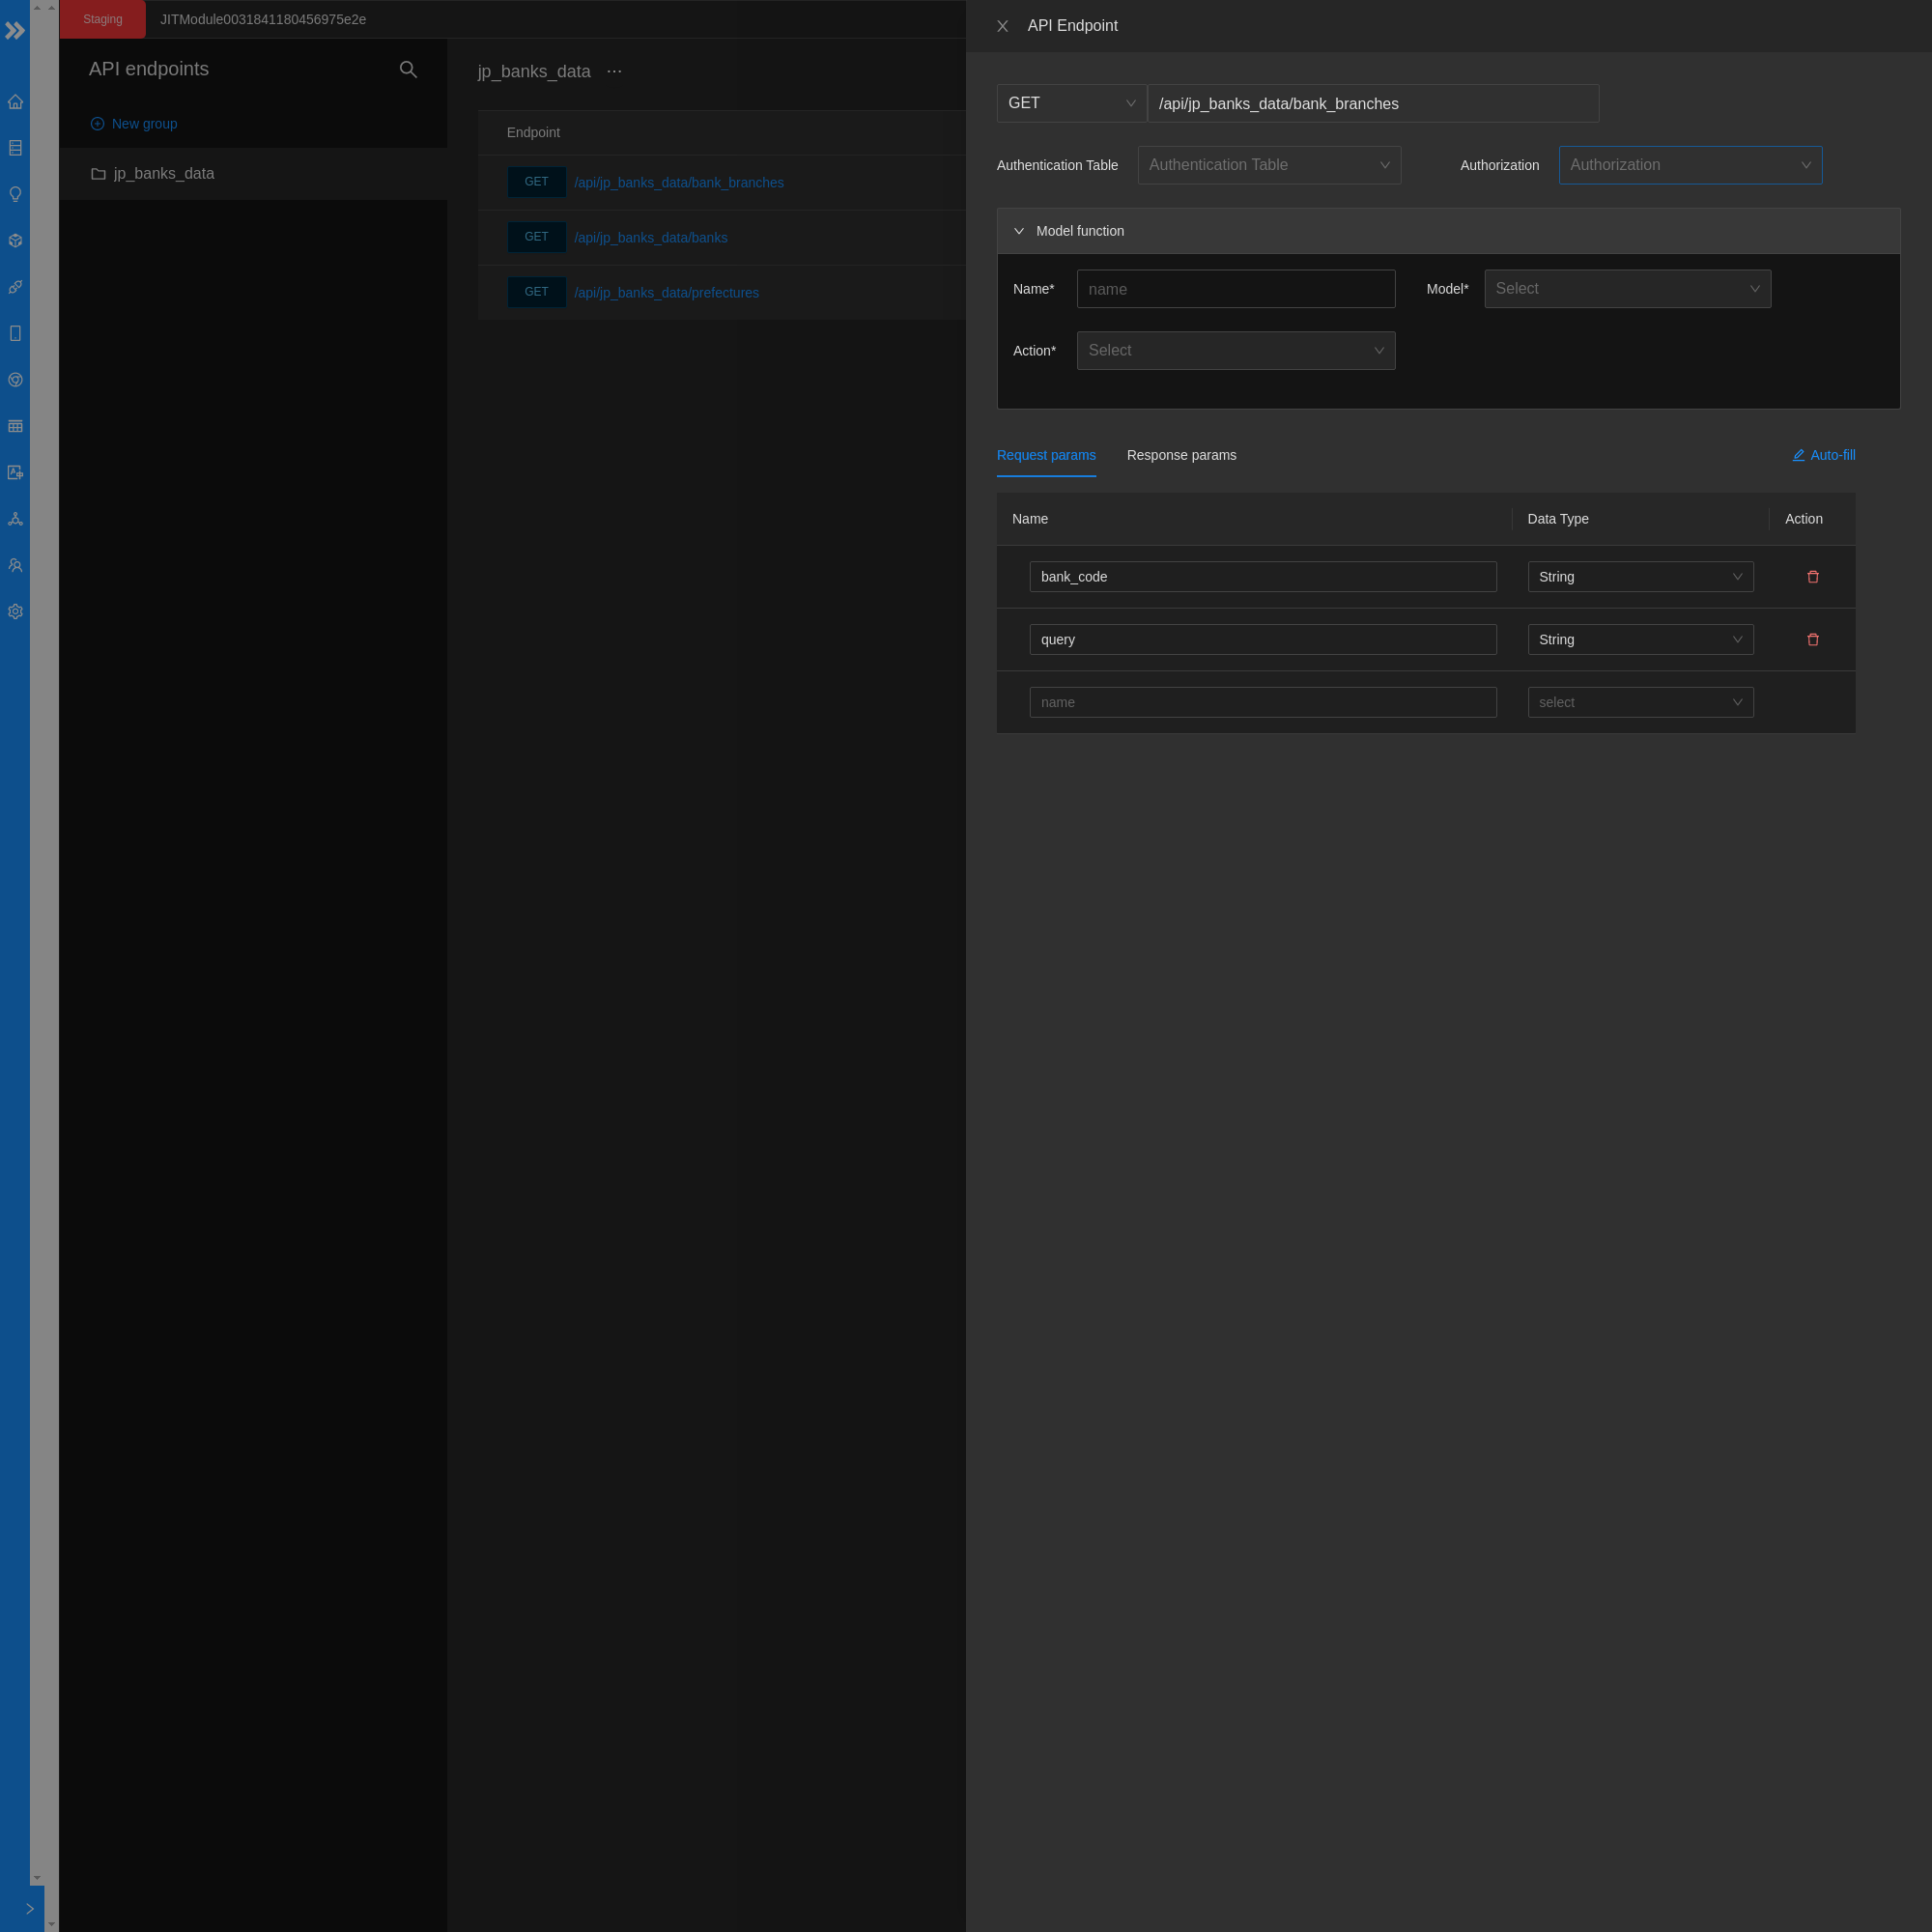 Staging
JITModule0031841180456975e2e
API endpoints
New group
jp_banks_data
jp_banks_data ...
Endpoint
GET /api/jp_banks_data/bank_branches
GET /api/jp_banks_data/banks
GET /api/jp_banks_data/prefectures
API Endpoint
GET /api/jp_banks_data/bank_branches
Authentication Table Authentication Table Authorization Authorization
Model function
Name* name Model* Select
Action* Select
Request params Response params Auto-fill
Name Data Type Action
bank_code String
query String
name select